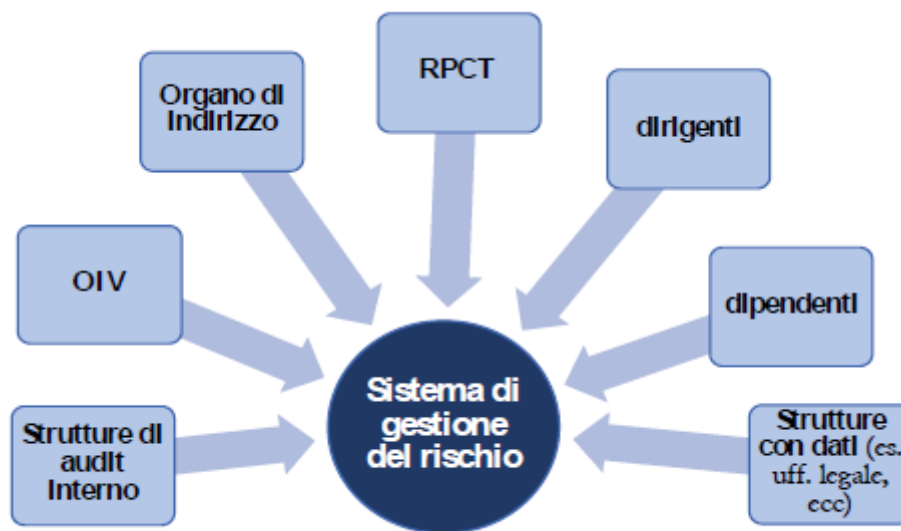 RPCT
Organo di
Indirizzo
dirigenti
OIV
dipendenti
Sistema di
gestione
del rischio
Strutture di
audit
Interno
Strutture
con dati (es.
uff. legale,
ecc)